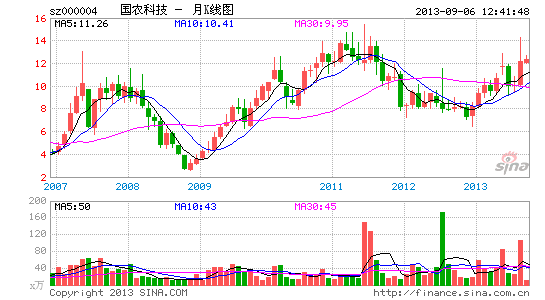 sz000004 国农科技 - 月K线图 2013-09-06 12:41:48
MA5:11.26 MA10:10.41 MA30:9.95
16
14
12
10
8
6
4
2
sina
2007 2008 2009 2011 2012 2013
MA5:50 MA10:43 MA30:45
200
160
120
80
40
x万
Copyright 2013 SINA.COM http://finance.sina.com.cn